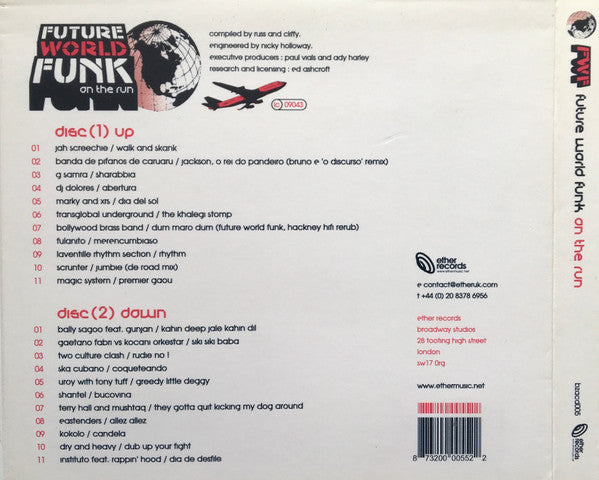 FUTURE
WORLD
FUNK
on the run
compiled by russ and cliffy.
engineered by nicky holloway.
executive producers : paul vials and ady harley
research and licensing : ed ashcroft
lc 09043
disc(1) up
01 jah screechie / walk and skank
02 banda de pifanos de caruaru / jackson, o rei do pandeiro (bruno e 'o discurso' remix)
03 g samra / sharabbia
04 dj dolores / abertura
05 marky and xrs / dia del sol
06 transglobal underground / the khalegi stomp
07 bollywood brass band / dum maro dum (future world funk, hackney hifi rerub)
08 fulanito / merencumbiaso
09 laventille rhythm section / rhythm
10 scrunter / jumbie (de road mix)
11 magic system / premier gaou
disc(2) down
01 bally sagoo feat. gunjan / kahin deep jale kahin dil
02 gaetano fabri vs kocani orkestar / siki siki baba
03 two culture clash / rudie no !
04 ska cubano / coqueteando
05 uroy with tony tuff / greedy little deggy
06 shantel / bucovina
07 terry hall and mushtaq / they gotta quit kicking my dog around
08 eastenders / allez allez
09 kokolo / candela
10 dry and heavy / dub up your fight
11 instituto feat. rappin' hood / dia de desfile
ether
records
www.ethermusic.net
e contact@etheruk.com
t +44 (0) 20 8378 6956
ether records
broadway studios
28 tooting high street
london
sw17 0rg
www.ethermusic.net
8 73200 00552 2
FWF
future world funk on the run
bzacd005
ether
records